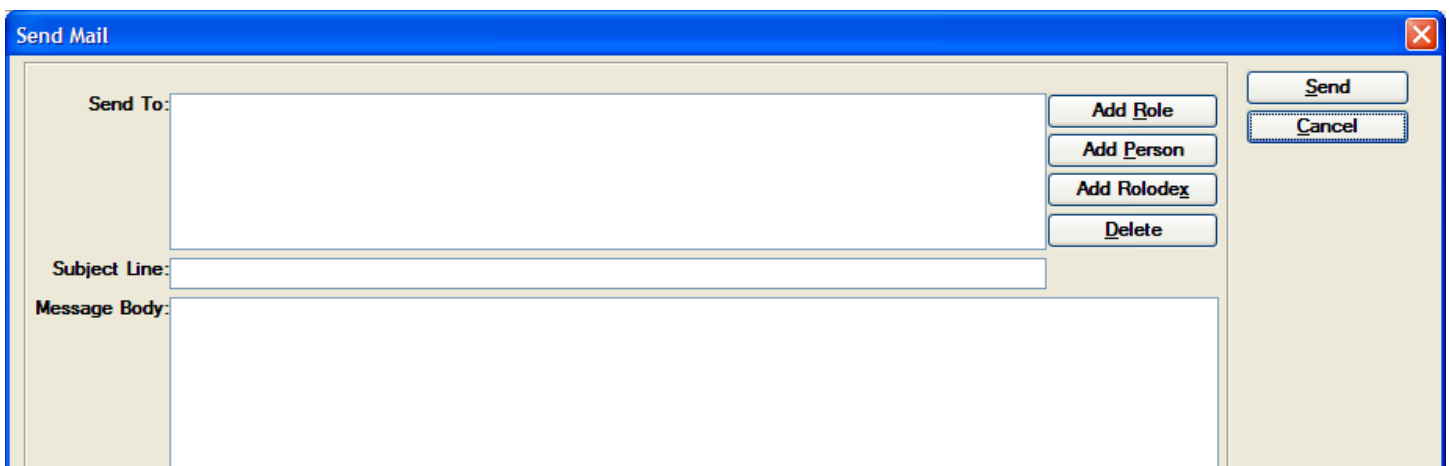 Send Mail
Send To:
Add Role
Add Person
Add Rolodex
Delete
Subject Line:
Message Body:
Send
Cancel